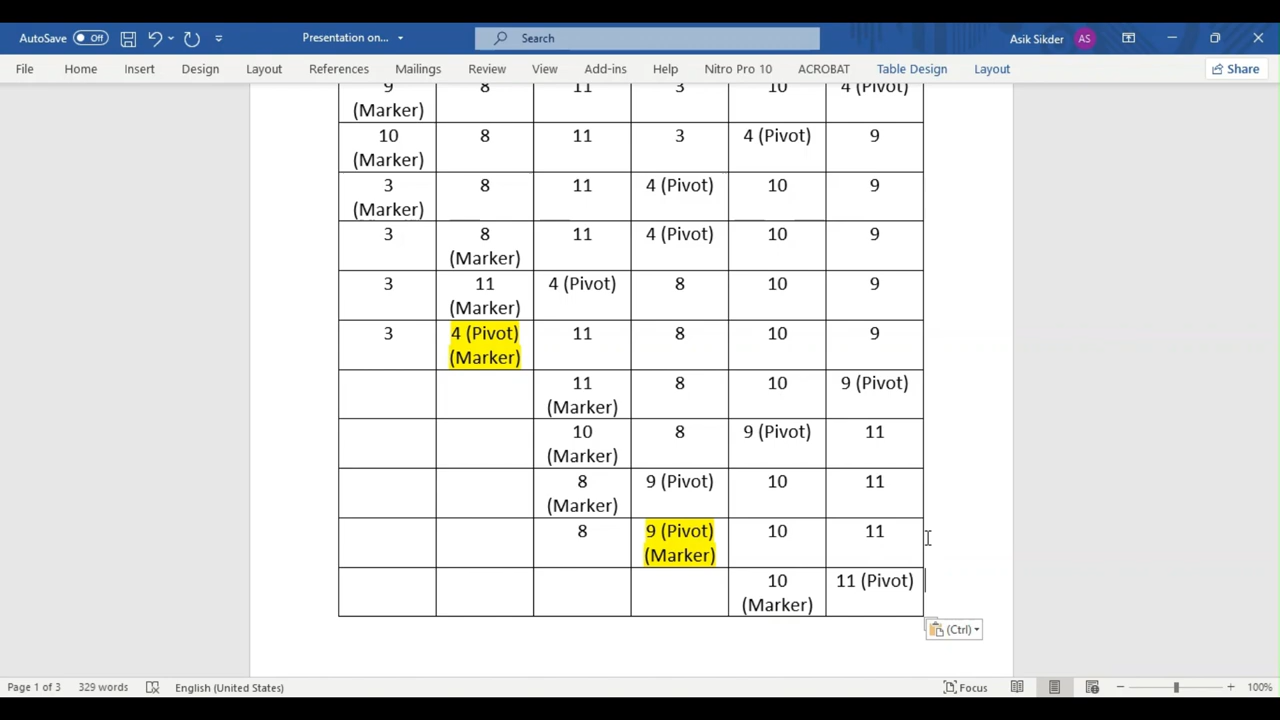 AutoSave Off Presentation on... Search Asik Sikder AS
File Home Insert Design Layout References Mailings Review View Add-ins Help Nitro Pro 10 ACROBAT Table Design Layout Share
9 8 11 3 10 4 (Pivot)
(Marker)
10 8 11 3 4 (Pivot) 9
(Marker)
3 8 11 4 (Pivot) 10 9
(Marker)
3 8 11 4 (Pivot) 10 9
(Marker)
3 11 4 (Pivot) 8 10 9
(Marker)
3 4 (Pivot) 11 8 10 9
(Marker)
11 8 10 9 (Pivot)
(Marker)
10 8 9 (Pivot) 11
(Marker)
8 9 (Pivot) 10 11
(Marker)
8 9 (Pivot) 10 11
(Marker)
10 11 (Pivot)
(Marker)
(Ctrl)
Page 1 of 3 329 words English (United States) Focus 100%